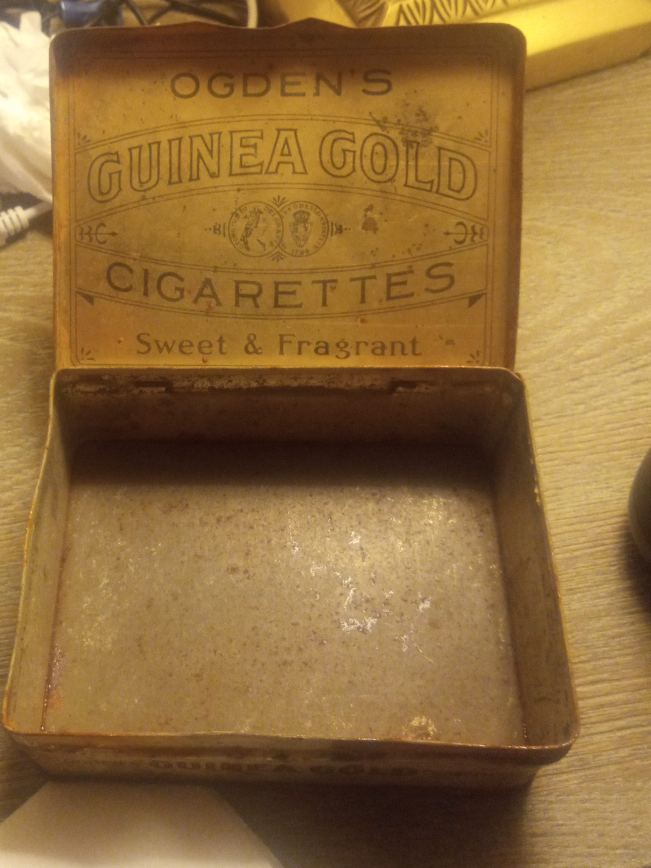 OGDEN'S
GUINEA GOLD
CIGARETTES
Sweet & Fragrant
GUINEA GOLD